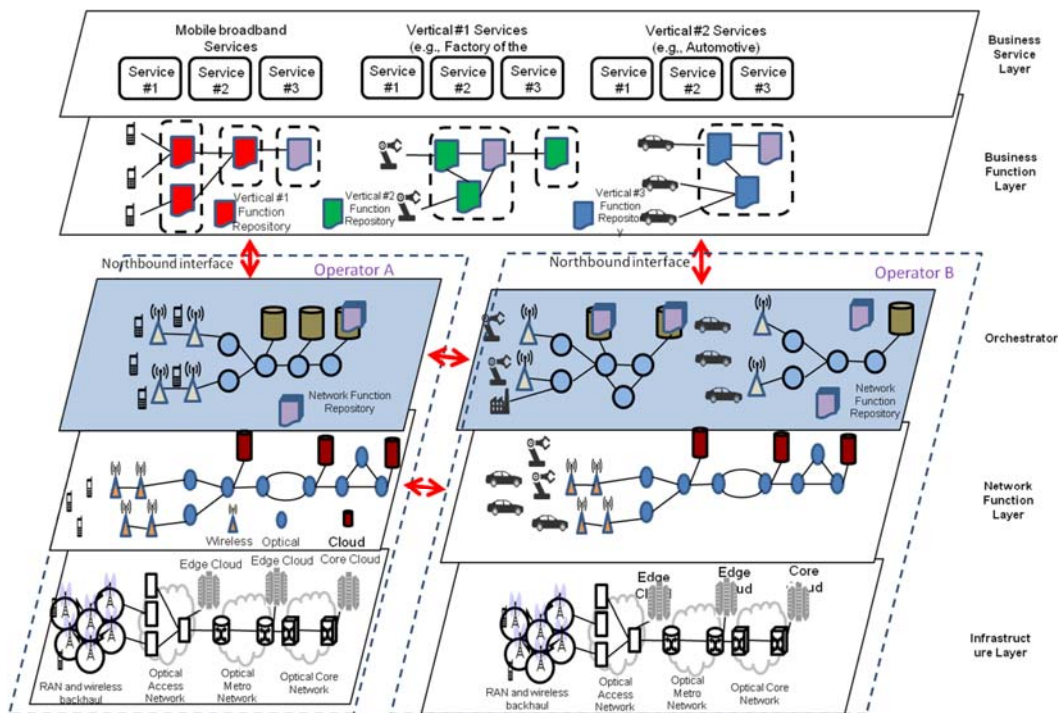 Mobile broadband
Services
Vertical #1 Services
(e.g., Factory of the
Vertical #2 Services
(e.g., Automotive)
Business
Service
Layer
Service
#1
Service
#2
Service
#3
Service
#1
Service
#2
Service
#3
Service
#1
Service
#2
Service
#3
Business
Function
Layer
Vertical #1
Function
Repository
Vertical #2
Function
Repository
Vertical #3
Function
Reposito
y
Northbound interface
Operator A
Northbound interface
Operator B
Orchestrator
Network Function
Repository
Network
Function
Repository
Network
Function
Layer
Wireless
Optical
Cloud
Edge Cloud
Edge Cloud
Core Cloud
Edge
Edge
Core
Infrastruct
ure Layer
RAN and wireless
backhaul
Optical
Access
Network
Optical
Metro
Network
Optical Core
Network
RAN and wireless
backhaul
Optical
Access
Network
Optical
Metro
Network
Optical Core
Network